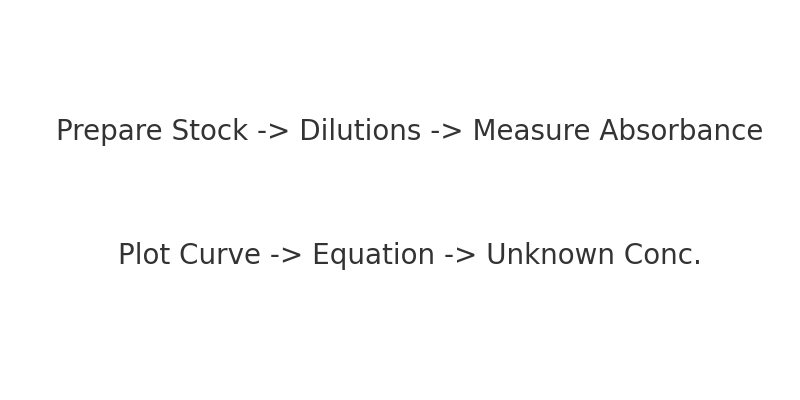 Prepare Stock -> Dilutions -> Measure Absorbance
Plot Curve -> Equation -> Unknown Conc.